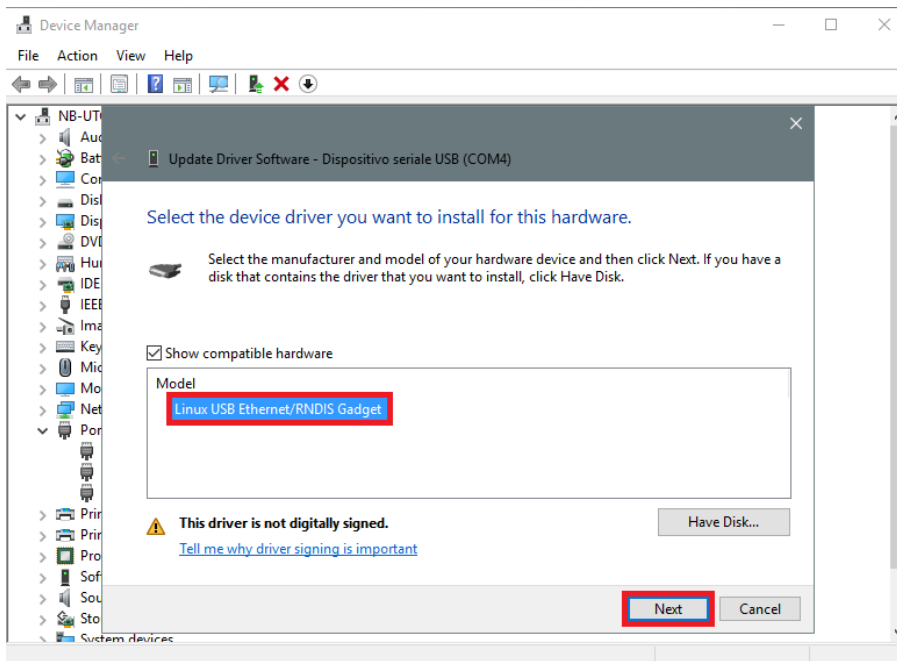 Device Manager
File Action View Help
NB-UT
Update Driver Software - Dispositivo seriale USB (COM4)
Select the device driver you want to install for this hardware.
Select the manufacturer and model of your hardware device and then click Next. If you have a
disk that contains the driver that you want to install, click Have Disk.
Show compatible hardware
Model
Linux USB Ethernet/RNDIS Gadget
This driver is not digitally signed.
Have Disk...
Tell me why driver signing is important
Next
Cancel
Aud
Bat
Cor
Disl
Disp
DVD
Hur
IDE
IEEE
Ima
Key
Mic
Mo
Net
Por
Prir
Prir
Pro
Sof
Sou
Sto
System devices